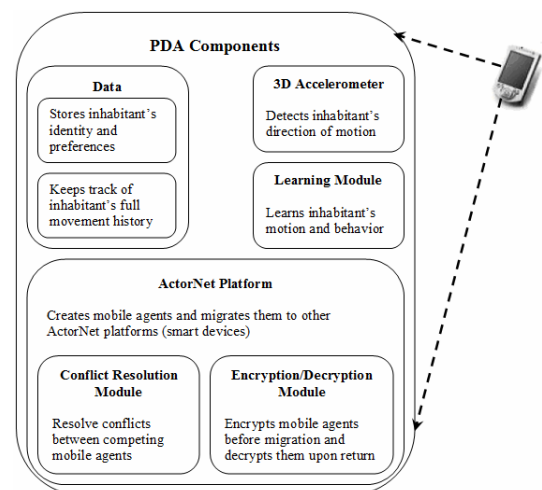 PDA Components
Data
Stores inhabitant's
identity and
preferences
Keeps track of
inhabitant's full
movement history
3D Accelerometer
Detects inhabitant's
direction of motion
Learning Module
Learns inhabitant's
motion and behavior
ActorNet Platform
Creates mobile agents and migrates them to other
ActorNet platforms (smart devices)
Conflict Resolution
Module
Resolve conflicts
between competing
mobile agents
Encryption/Decryption
Module
Encrypts mobile agents
before migration and
decrypts them upon return